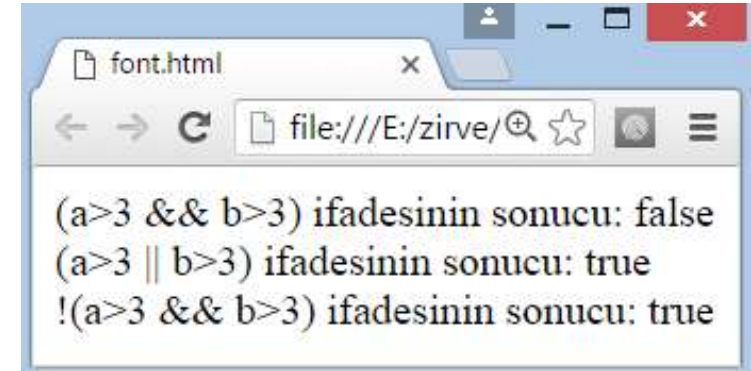 font.html
file:///E:/zirve/
(a>3 && b>3) ifadesinin sonucu: false
(a>3 || b>3) ifadesinin sonucu: true
!(a>3 && b>3) ifadesinin sonucu: true